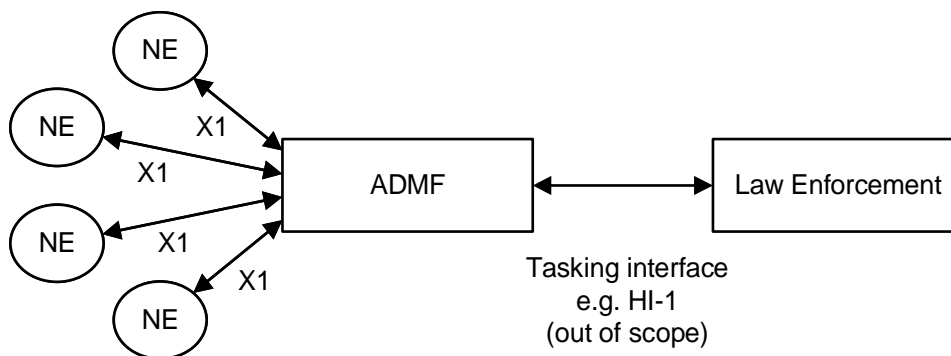 NE
X1
NE
X1
ADMF
Law Enforcement
NE
X1
X1
NE
Tasking interface
e.g. HI-1
(out of scope)